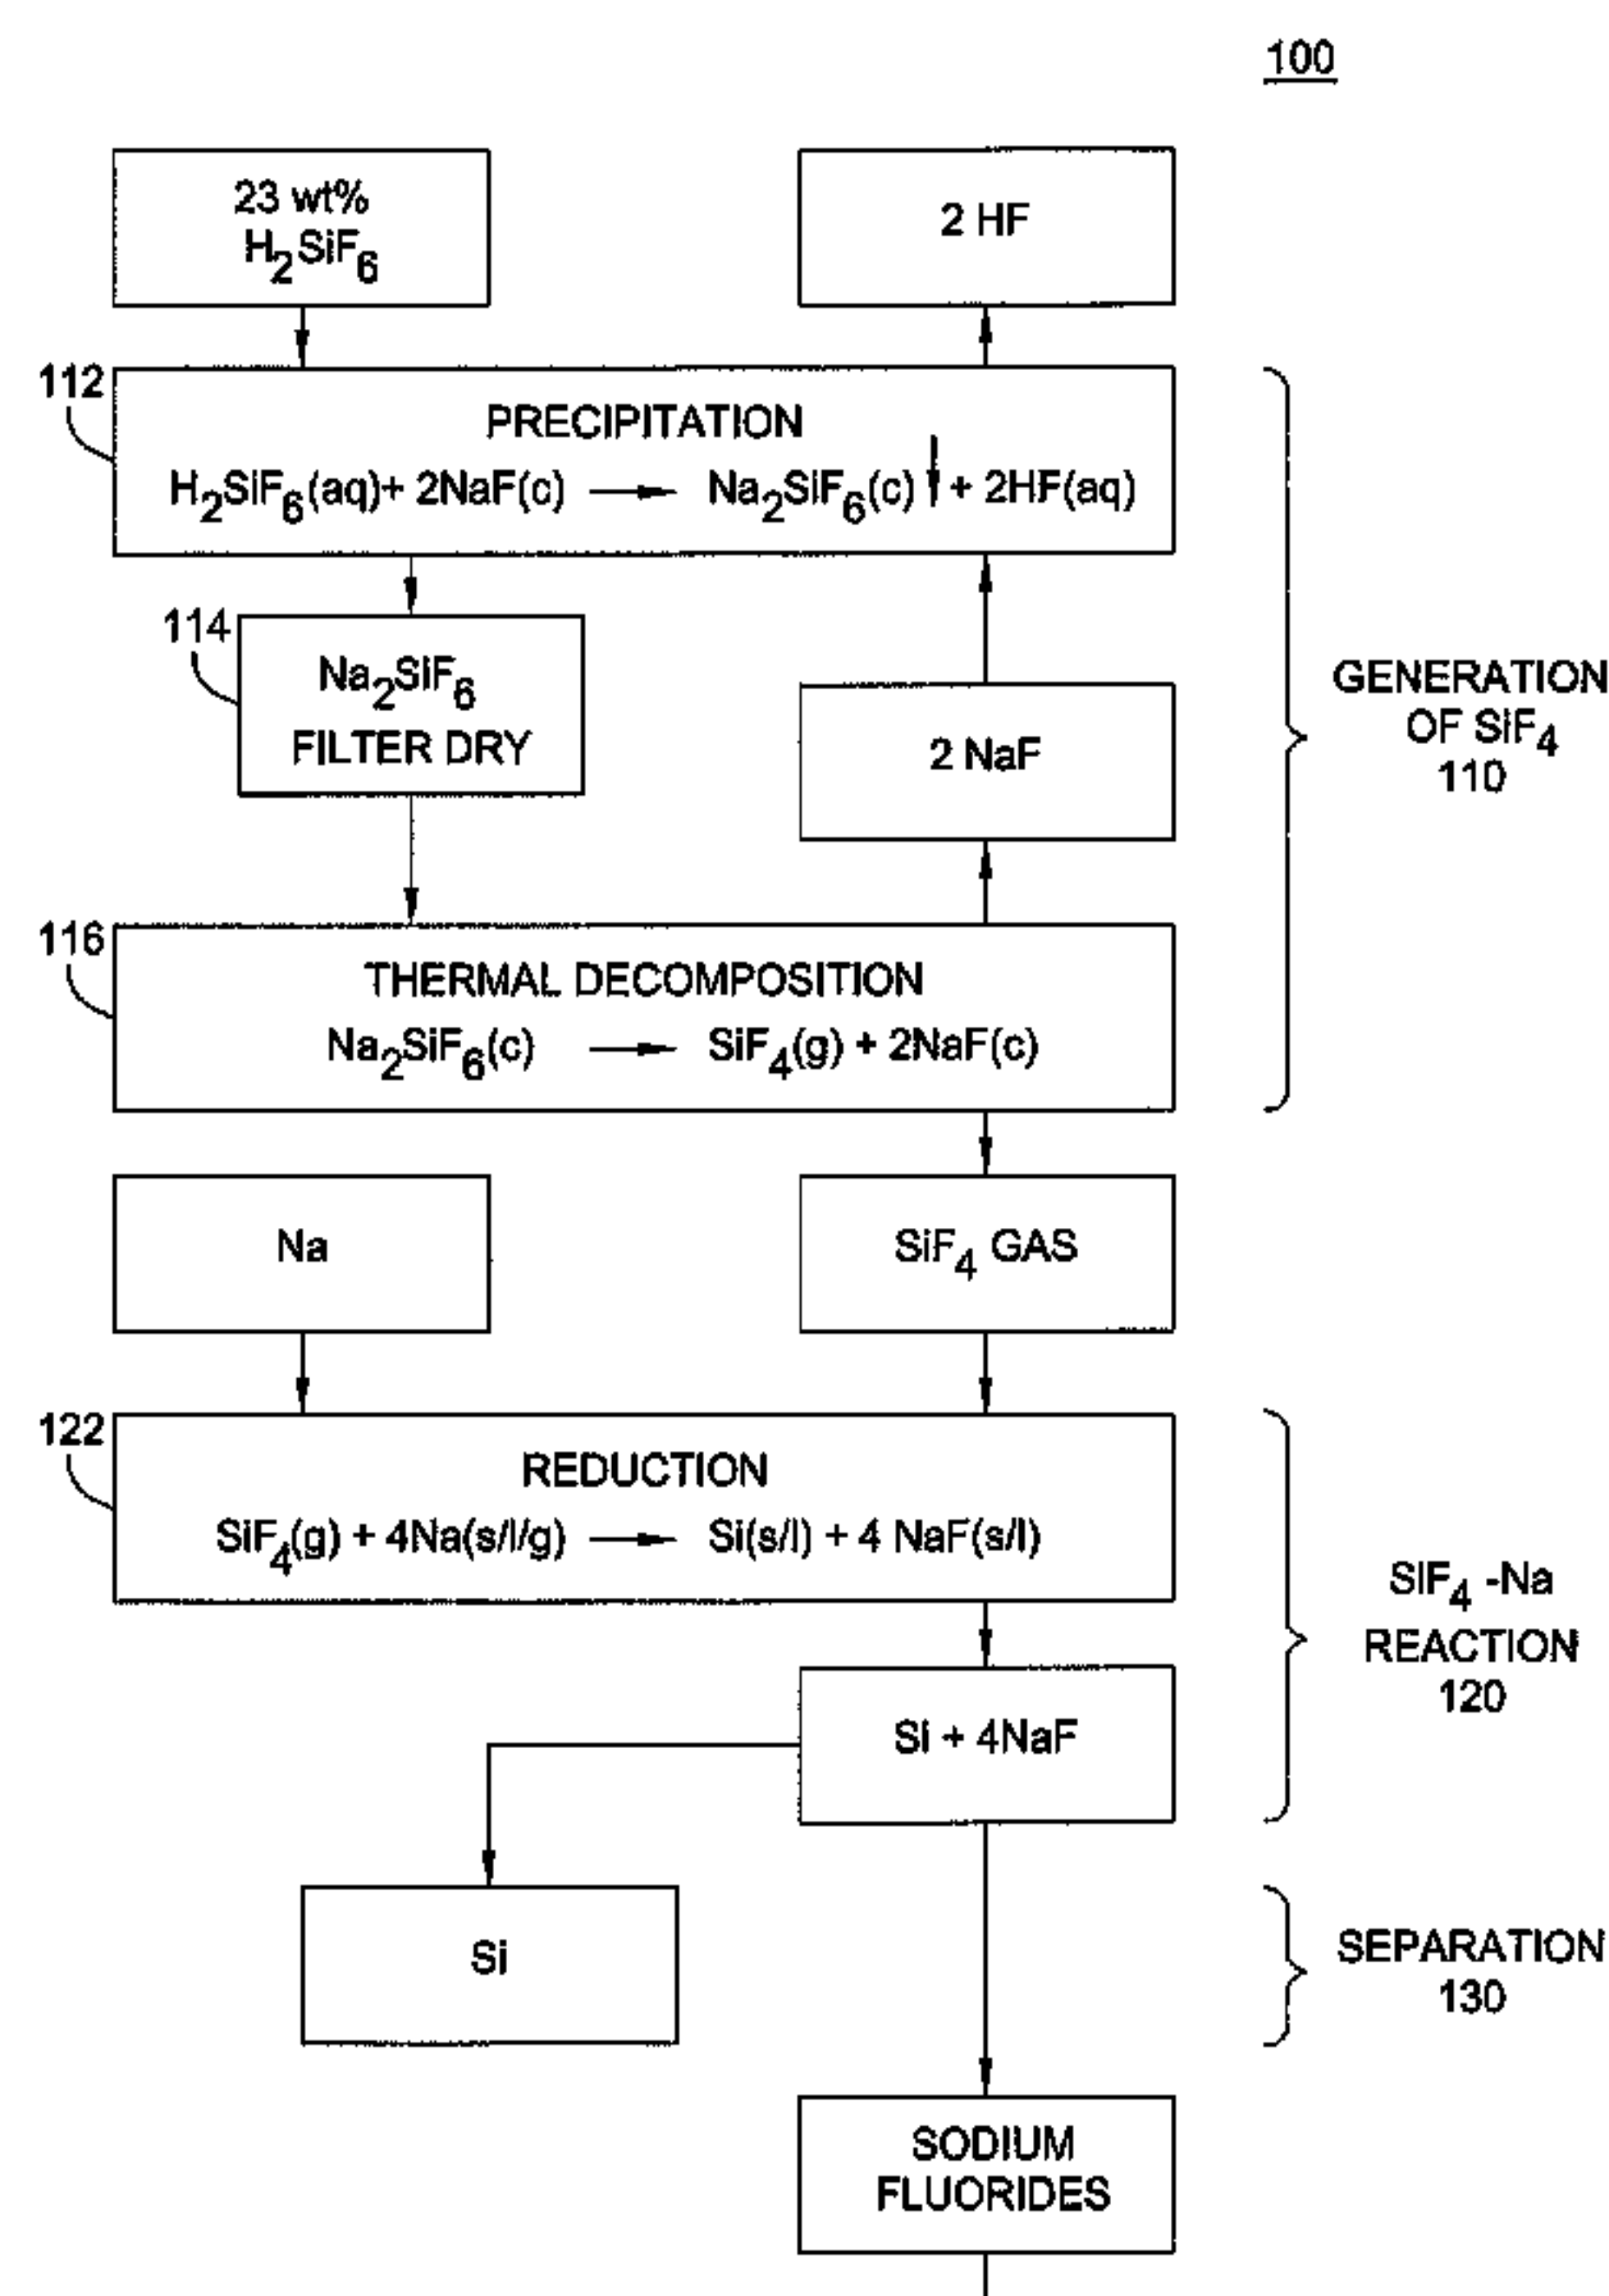 100
23 wt%
H2SiF6
2 HF
112
PRECIPITATION
H2SiF6(aq)+ 2NaF(c) → Na2SiF6(c)↓ + 2HF(aq)
114
Na2SiF6
FILTER DRY
2 NaF
GENERATION
OF SiF4
110
116
THERMAL DECOMPOSITION
Na2SiF6(c) → SiF4(g) + 2NaF(c)
Na
SiF4 GAS
122
REDUCTION
SiF4(g) + 4Na(s/l/g) → Si(s/l) + 4 NaF(s/l)
SiF4 -Na
REACTION
120
Si + 4NaF
Si
SEPARATION
130
SODIUM
FLUORIDES